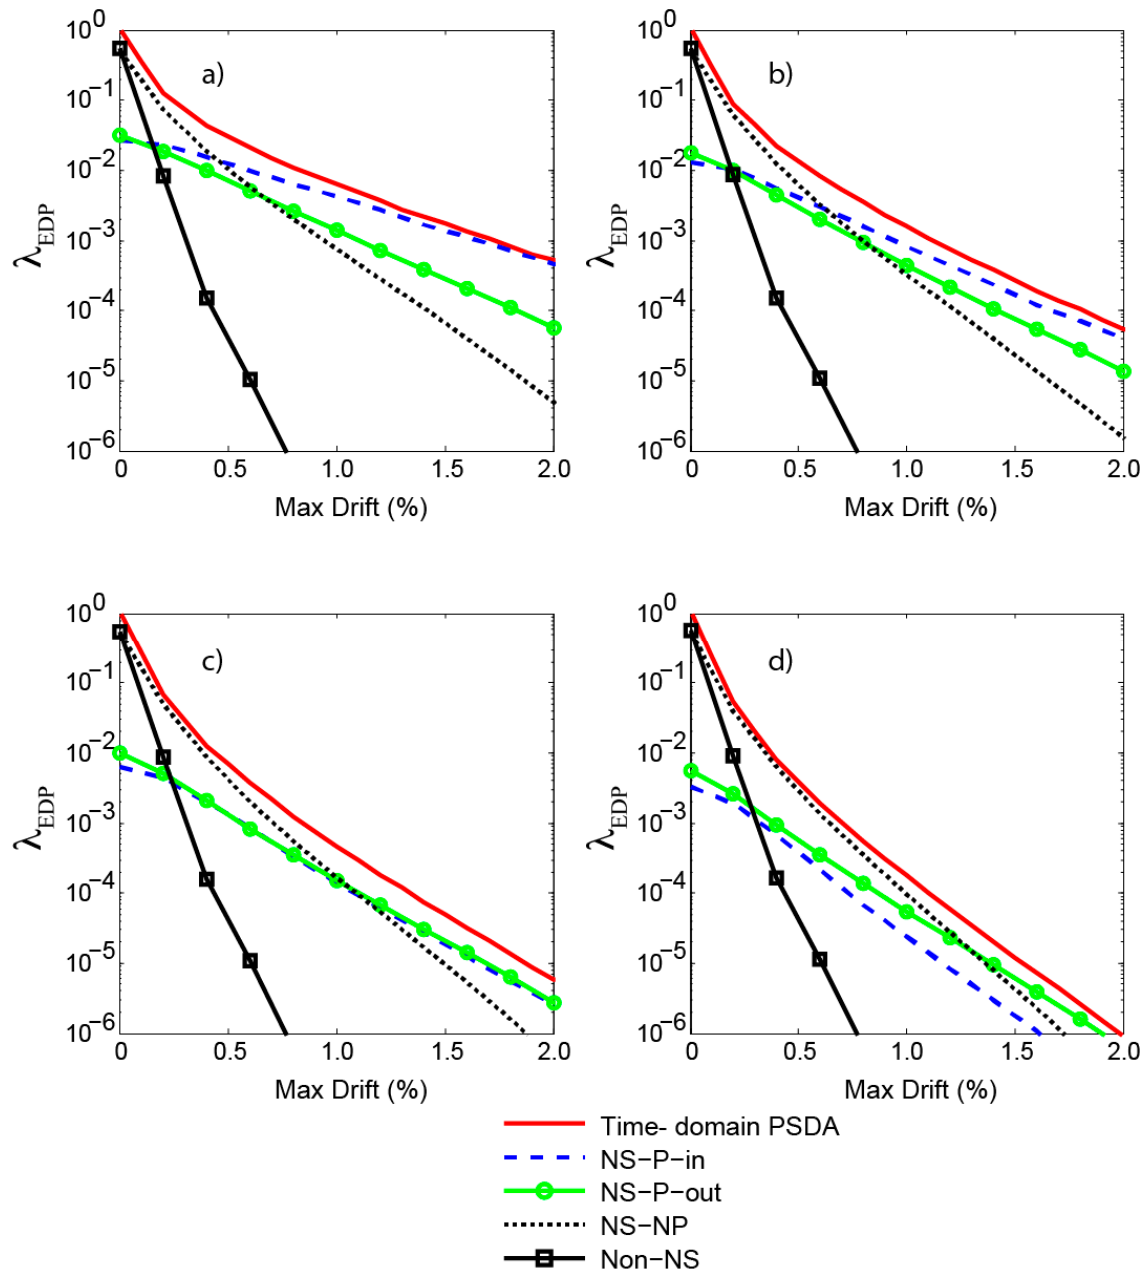 10^0
10^−1
10^−2
10^−3
10^−4
10^−5
10^−6
λ_EDP
a)
0 0.5 1.0 1.5 2.0
Max Drift (%)
10^0
10^−1
10^−2
10^−3
10^−4
10^−5
10^−6
λ_EDP
b)
0 0.5 1.0 1.5 2.0
Max Drift (%)
10^0
10^−1
10^−2
10^−3
10^−4
10^−5
10^−6
λ_EDP
c)
0 0.5 1.0 1.5 2.0
Max Drift (%)
10^0
10^−1
10^−2
10^−3
10^−4
10^−5
10^−6
λ_EDP
d)
0 0.5 1.0 1.5 2.0
Max Drift (%)
Time- domain PSDA
NS−P−in
NS−P−out
NS−NP
Non−NS